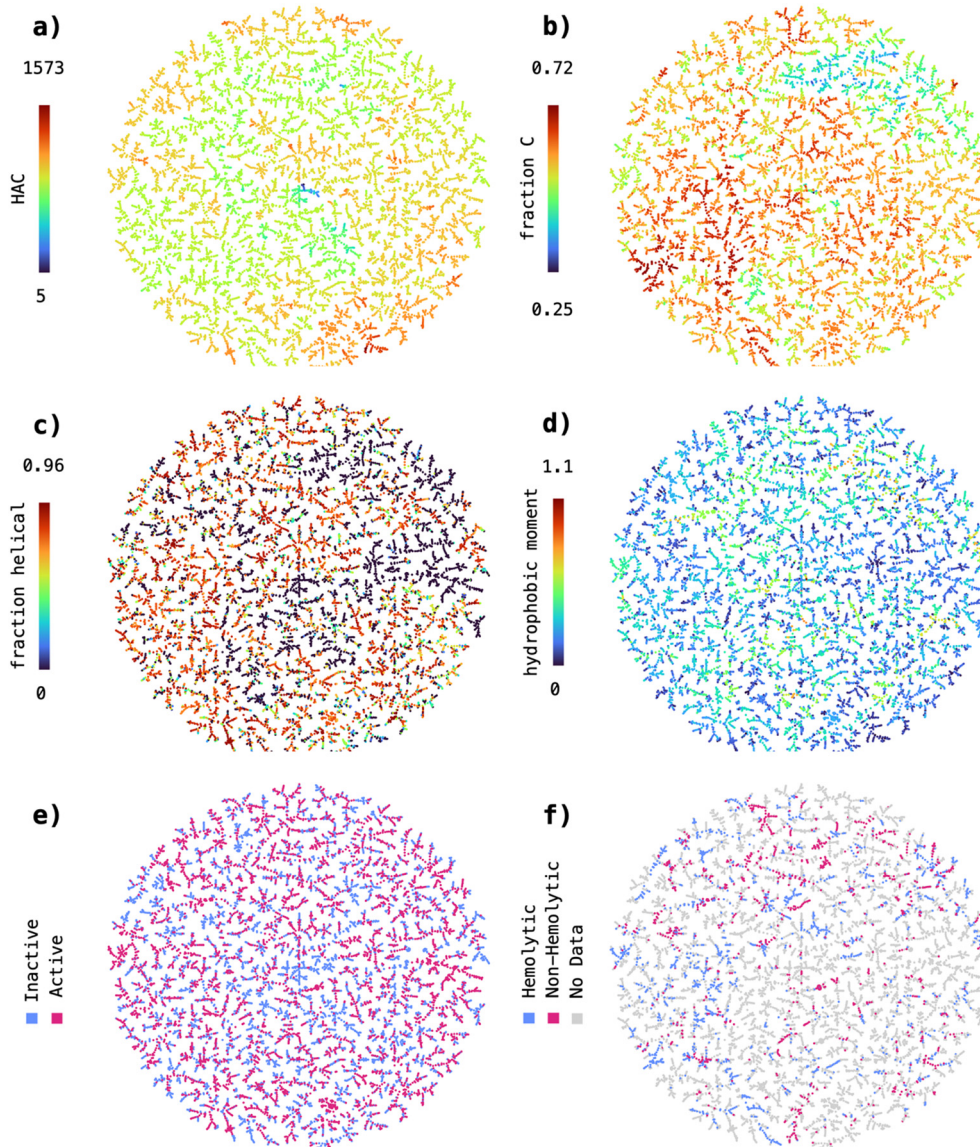 a)
1573
HAC
5
b)
0.72
fraction C
0.25
c)
0.96
fraction helical
0
d)
1.1
hydrophobic moment
0
e)
Inactive
Active
f)
Hemolytic
Non-Hemolytic
No Data